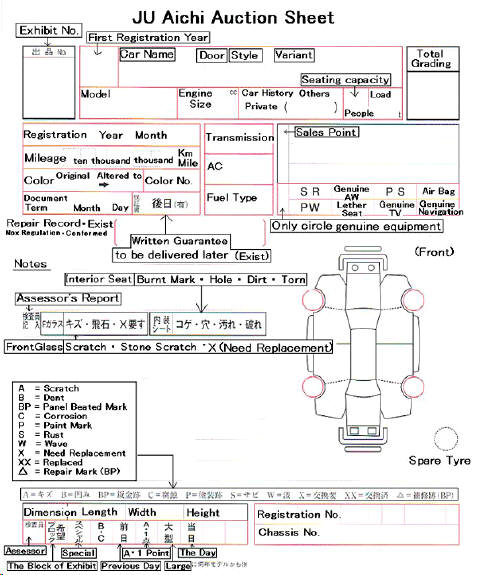 JU Aichi Auction Sheet
Exhibit No.
First Registration Year
出品 No
Car Name
Door
Style
Variant
Total Grading
Seating capacity
Model
Engine Size
cc
Car History Others
Private ( )
People
Load
t
Registration Year Month
Transmission
Sales Point
Mileage ten thousand thousand Km Mile
AC
Color Original Altered to Color No.
Document Term Month Day
後日(有)
Fuel Type
S R
Genuine AW
P S
Air Bag
PW
Lether Seat
Genuine TV
Genuine Navigation
Repair Record・Exist
Nox Regulation・Conformed
Written Guarantee to be delivered later (Exist)
Only circle genuine equipment
(Front)
Notes
Interior Seat
Burnt Mark・Hole・Dirt・Torn
Assessor's Report
検査員記入
Fガラス
キズ・飛石・X要す
内装シート
コゲ・穴・汚れ・破れ
FrontGlass
Scratch・Stone Scratch・X(Need Replacement)
A = Scratch
B = Dent
BP = Panel Beated Mark
C = Corrosion
P = Paint Mark
S = Rust
W = Wave
X = Need Replacement
XX = Replaced
△ = Repair Mark (BP)
Spare Tyre
A=キズ B=凹み BP=板金跡 C=腐蝕 P=塗装跡 S=サビ W=波 X=交換要 XX=交換済 △=補修跡(BP)
Dimension Length Width Height
Registration No.
検査員
希望ブロック
スペシャル
B・C
前日
A・1点
大型
当日
Chassis No.
Assessor
Special
A・1 Point
The Day
The Block of Exhibit
Previous Day
Large